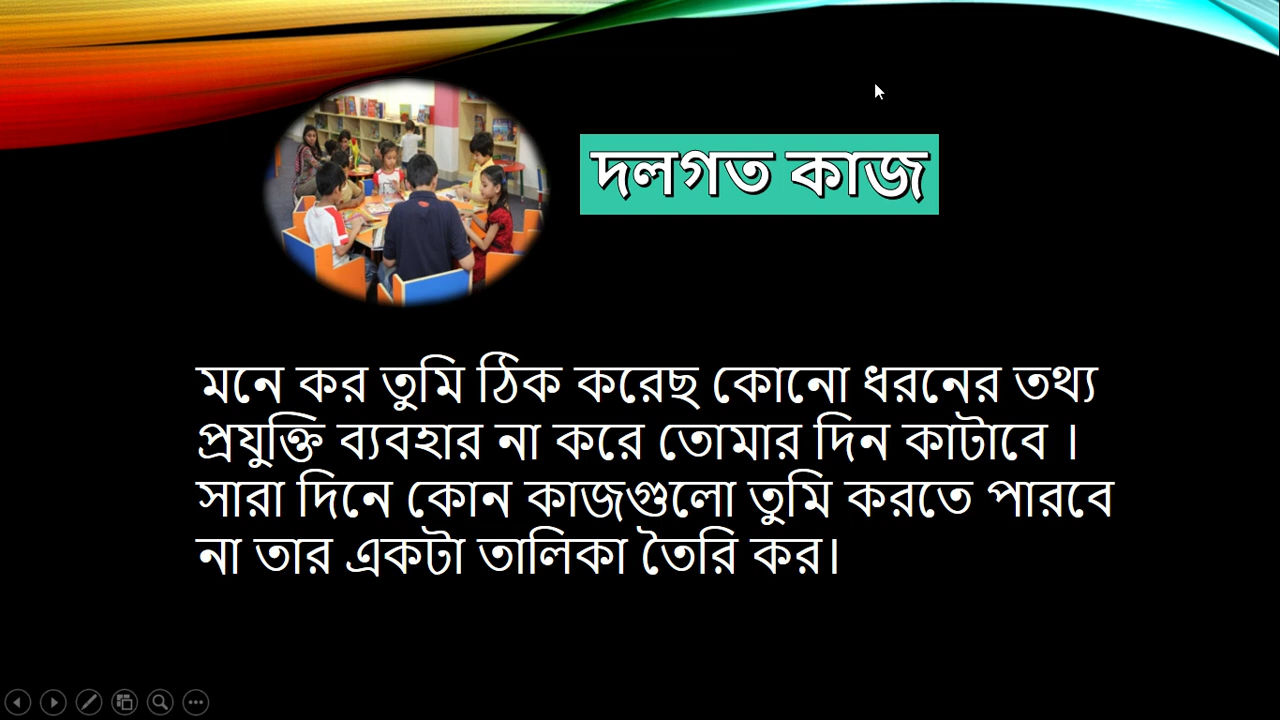 দলগত কাজ
মনে কর তুমি ঠিক করেছ কোনো ধরনের তথ্য
প্রযুক্তি ব্যবহার না করে তোমার দিন কাটাবে ।
সারা দিনে কোন কাজগুলো তুমি করতে পারবে
না তার একটা তালিকা তৈরি কর।